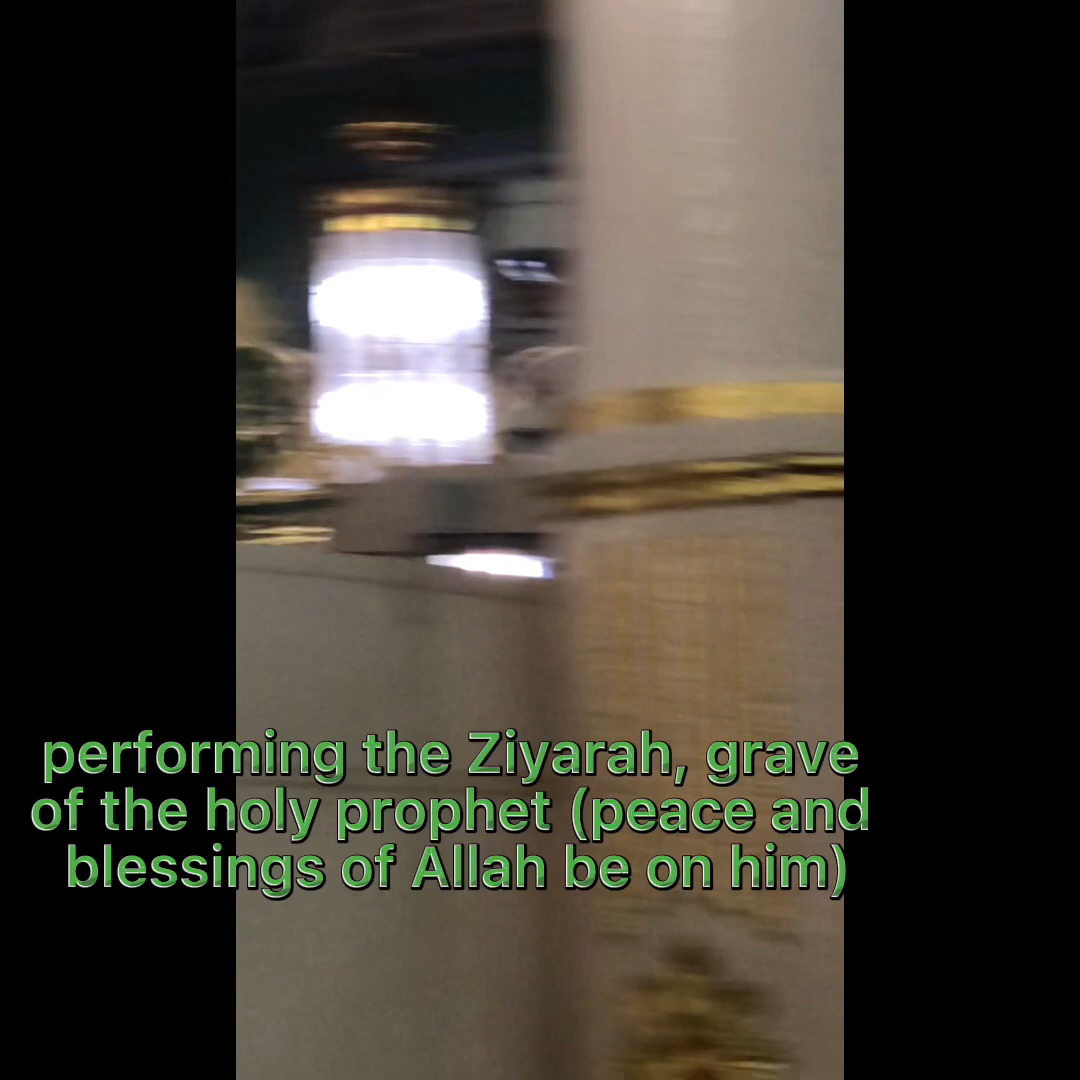 performing the Ziyarah, grave
of the holy prophet (peace and
blessings of Allah be on him)